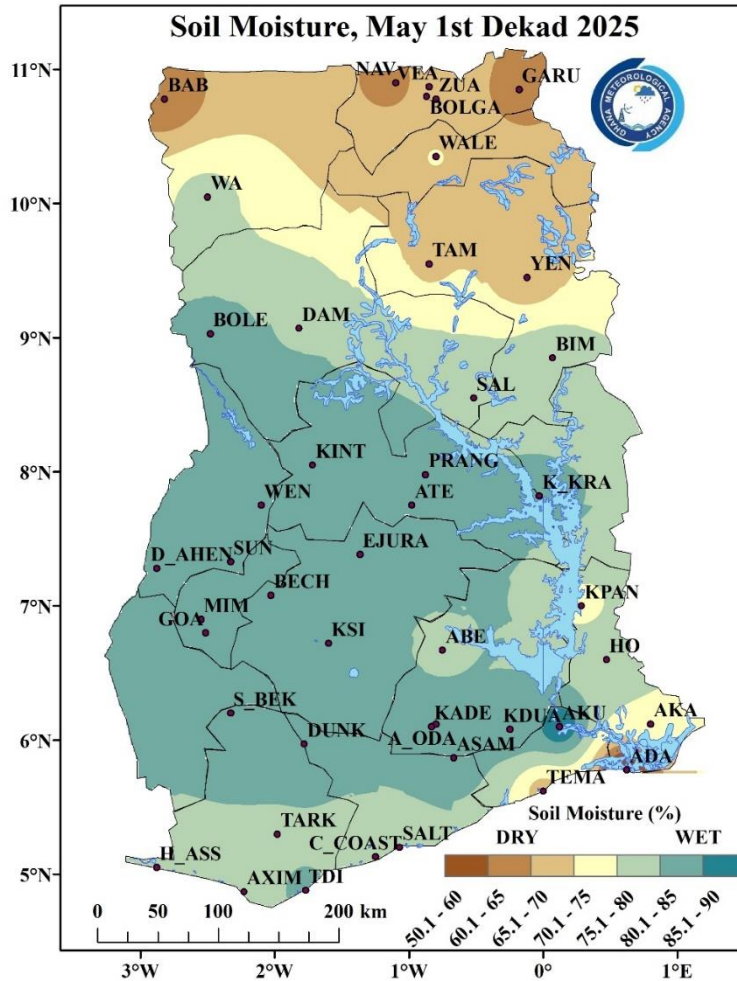 Soil Moisture, May 1st Dekad 2025
11°N
10°N
9°N
8°N
7°N
6°N
5°N
BAB
NAV
VEA
ZUA
BOLGA
GARU
GHANA METEOROLOGICAL AGENCY
WALE
WA
TAM
YEN
BOLE
DAM
BIM
SAL
KINT
PRANG
K_KRA
WEN
ATE
D_AHEN
SUN
EJURA
BECH
KPAN
GOA
MIM
KSI
ABE
HO
S_BEK
DUNK
KADE
A_ODA
KDUA
AKU
AKA
ASAM
ADA
TEMA
TARK
C_COAST
SALT
H_ASS
AXIM
TDI
Soil Moisture (%)
DRY WET
50.1 - 60
60.1 - 65
65.1 - 70
70.1 - 75
75.1 - 80
80.1 - 85
85.1 - 90
0 50 100 200 km
3°W 2°W 1°W 0° 1°E